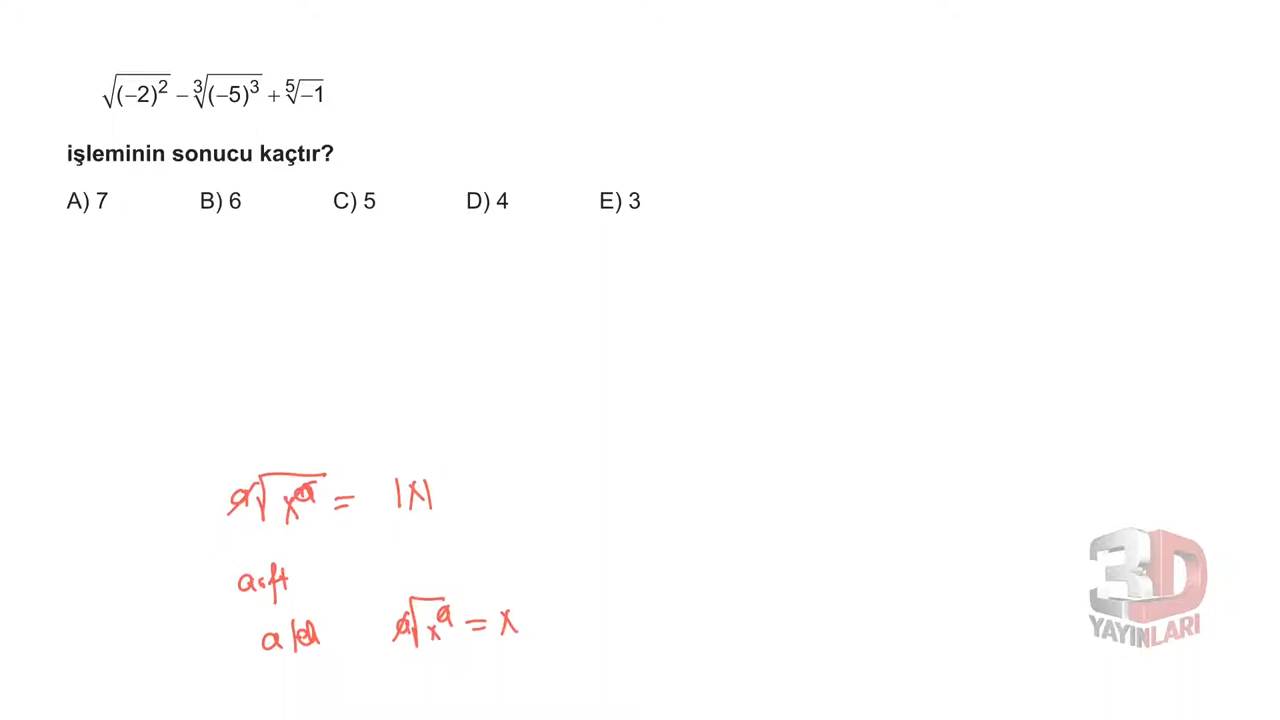 √(−2)² − ³√(−5)³ + ⁵√−1
işleminin sonucu kaçtır?
A) 7 B) 6 C) 5 D) 4 E) 3
ᵃ√xᵃ = |x|
a çift
a tek ᵃ√xᵃ = x
3D
YAYINLARI